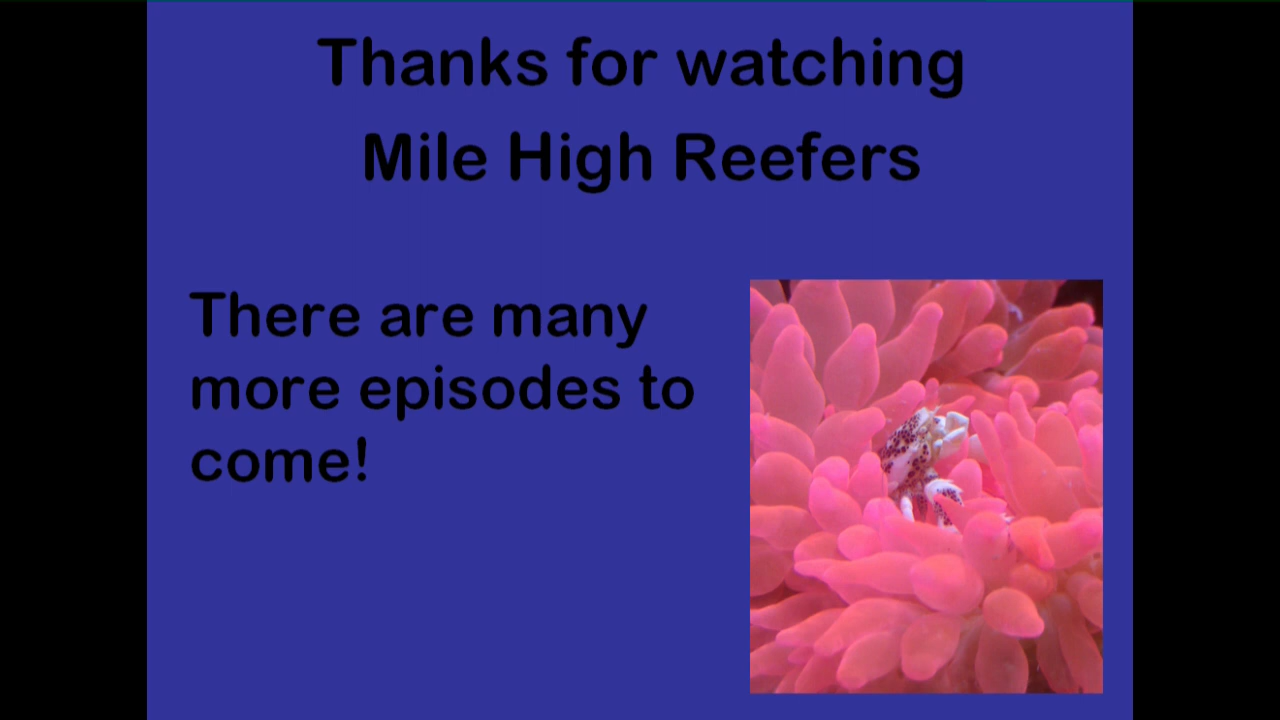 Thanks for watching
Mile High Reefers
There are many
more episodes to
come!